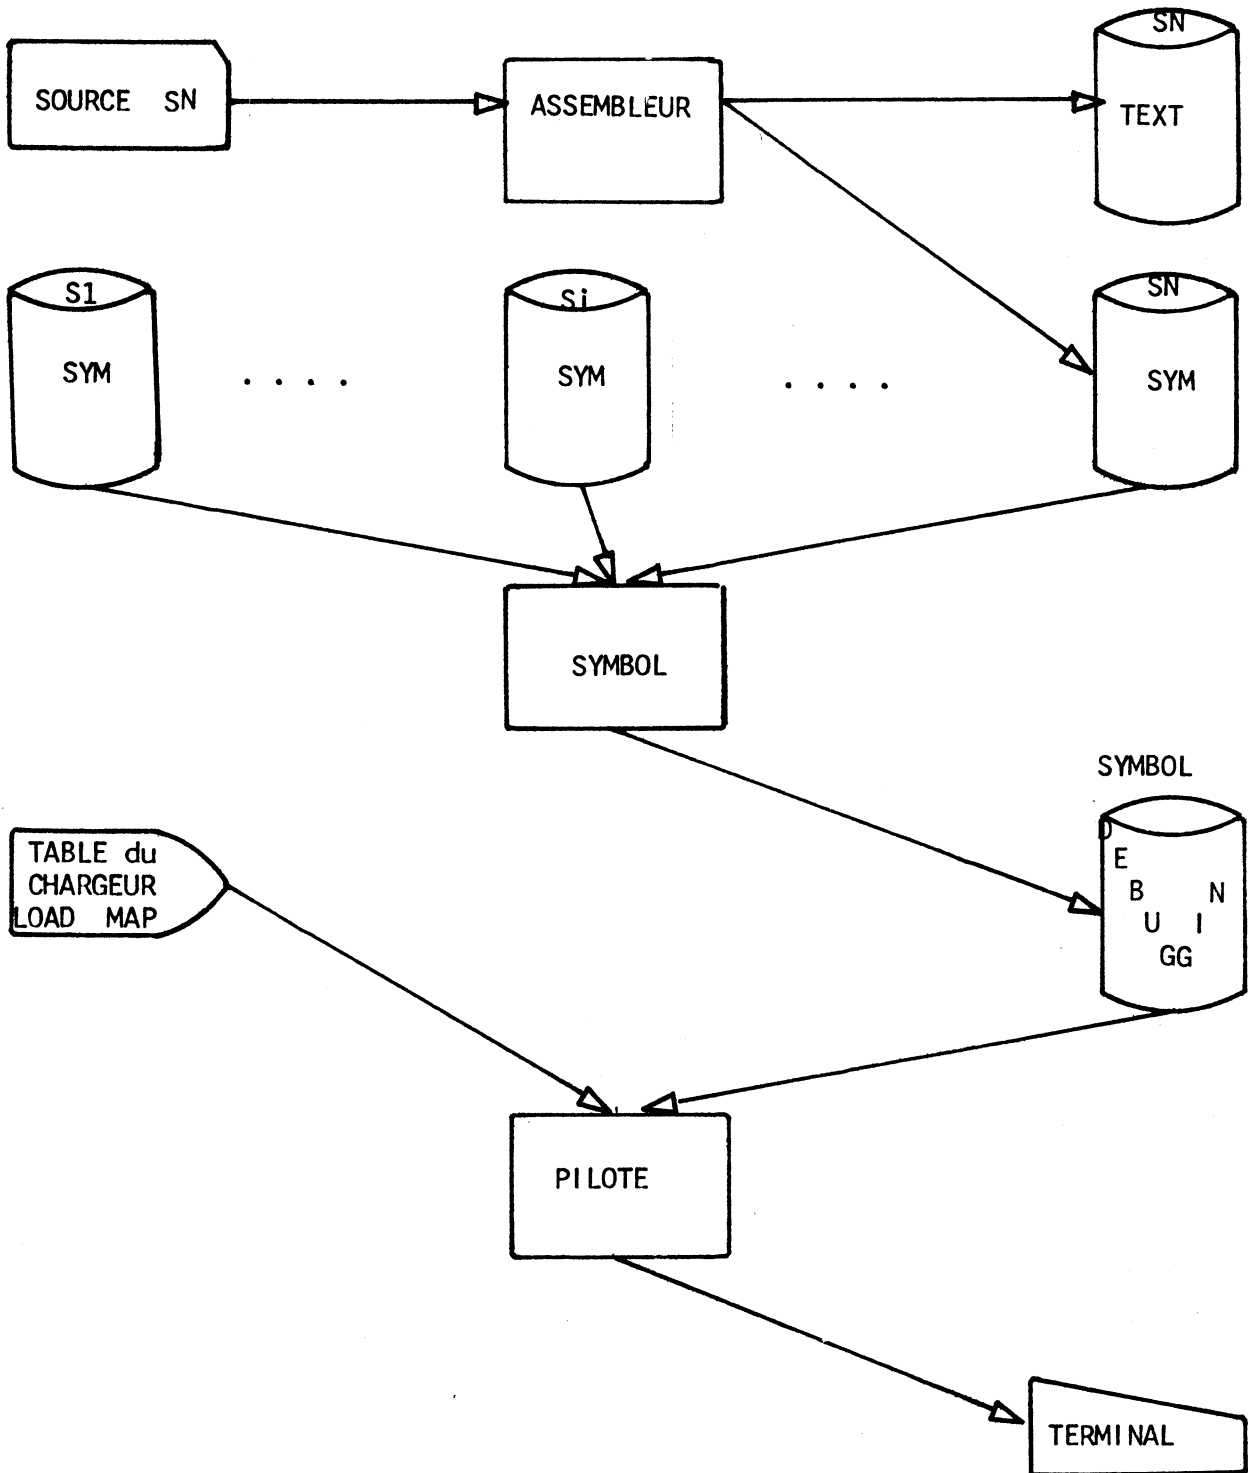 SN
SOURCE SN
ASSEMBLEUR
TEXT
S1
Si
SN
SYM
. . . .
SYM
. . . .
SYM
SYMBOL
SYMBOL
DEBUGGIN
TABLE du
CHARGEUR
LOAD MAP
PILOTE
TERMINAL